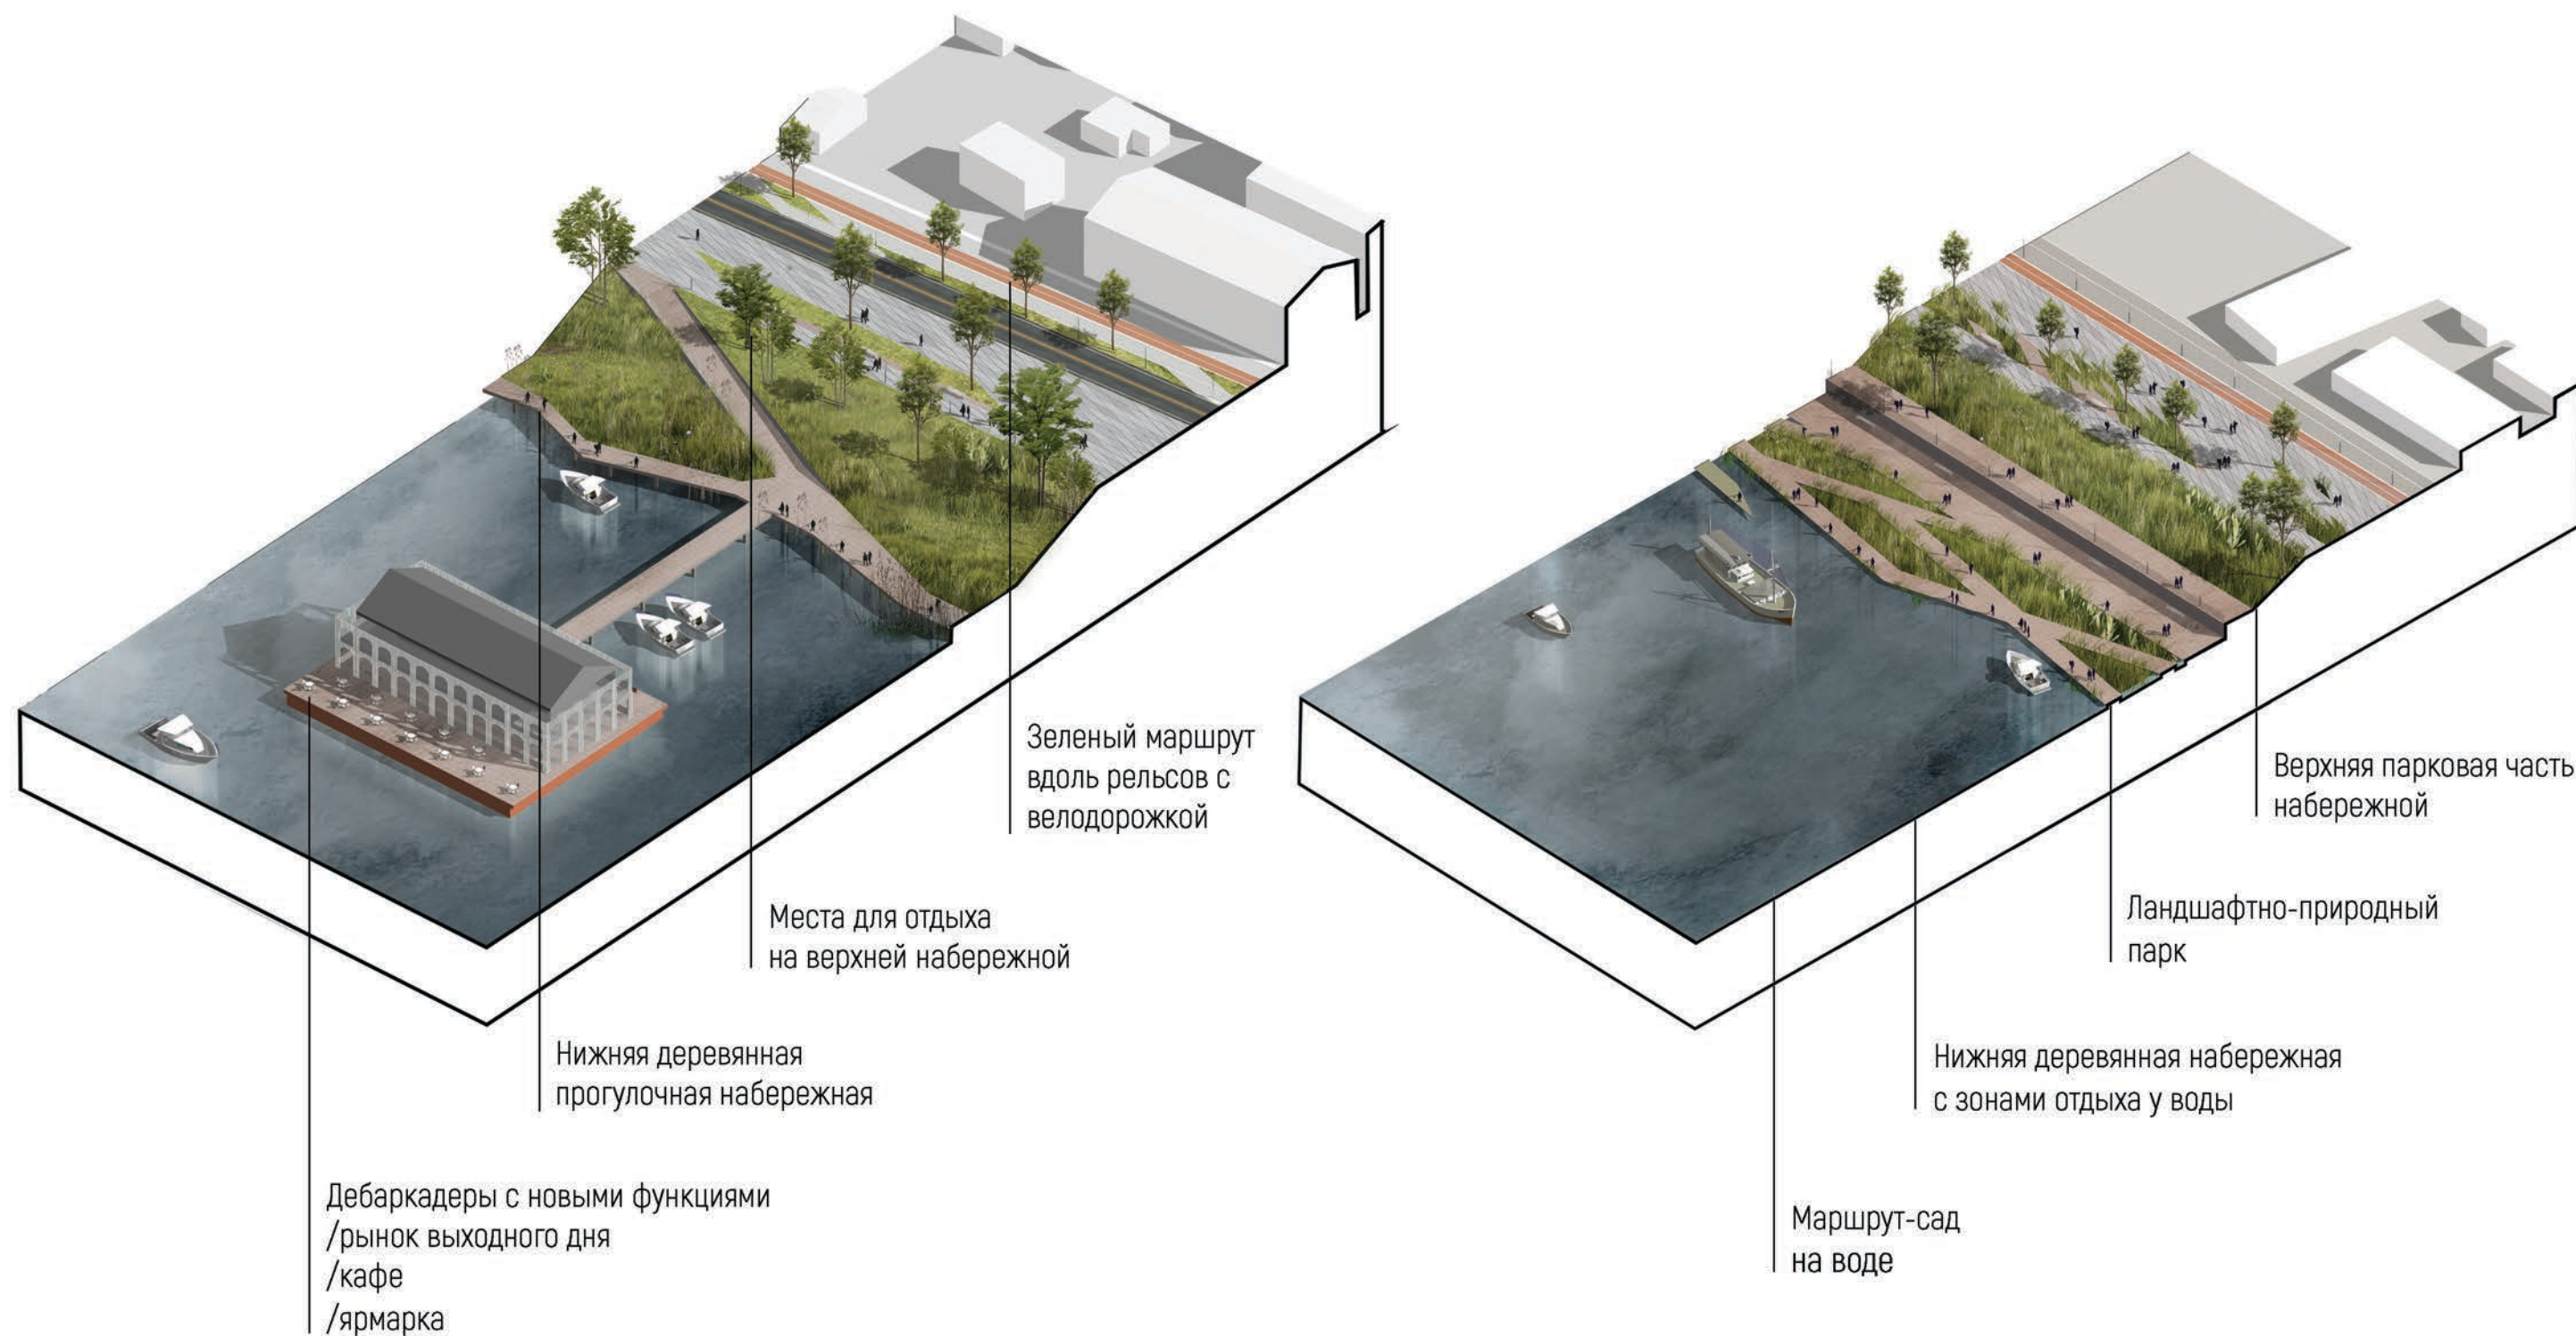 Зеленый маршрут
вдоль рельсов с
велодорожкой
Места для отдыха
на верхней набережной
Нижняя деревянная
прогулочная набережная
Дебаркадеры с новыми функциями
/рынок выходного дня
/кафе
/ярмарка
Верхняя парковая часть
набережной
Ландшафтно-природный
парк
Нижняя деревянная набережная
с зонами отдыха у воды
Маршрут-сад
на воде